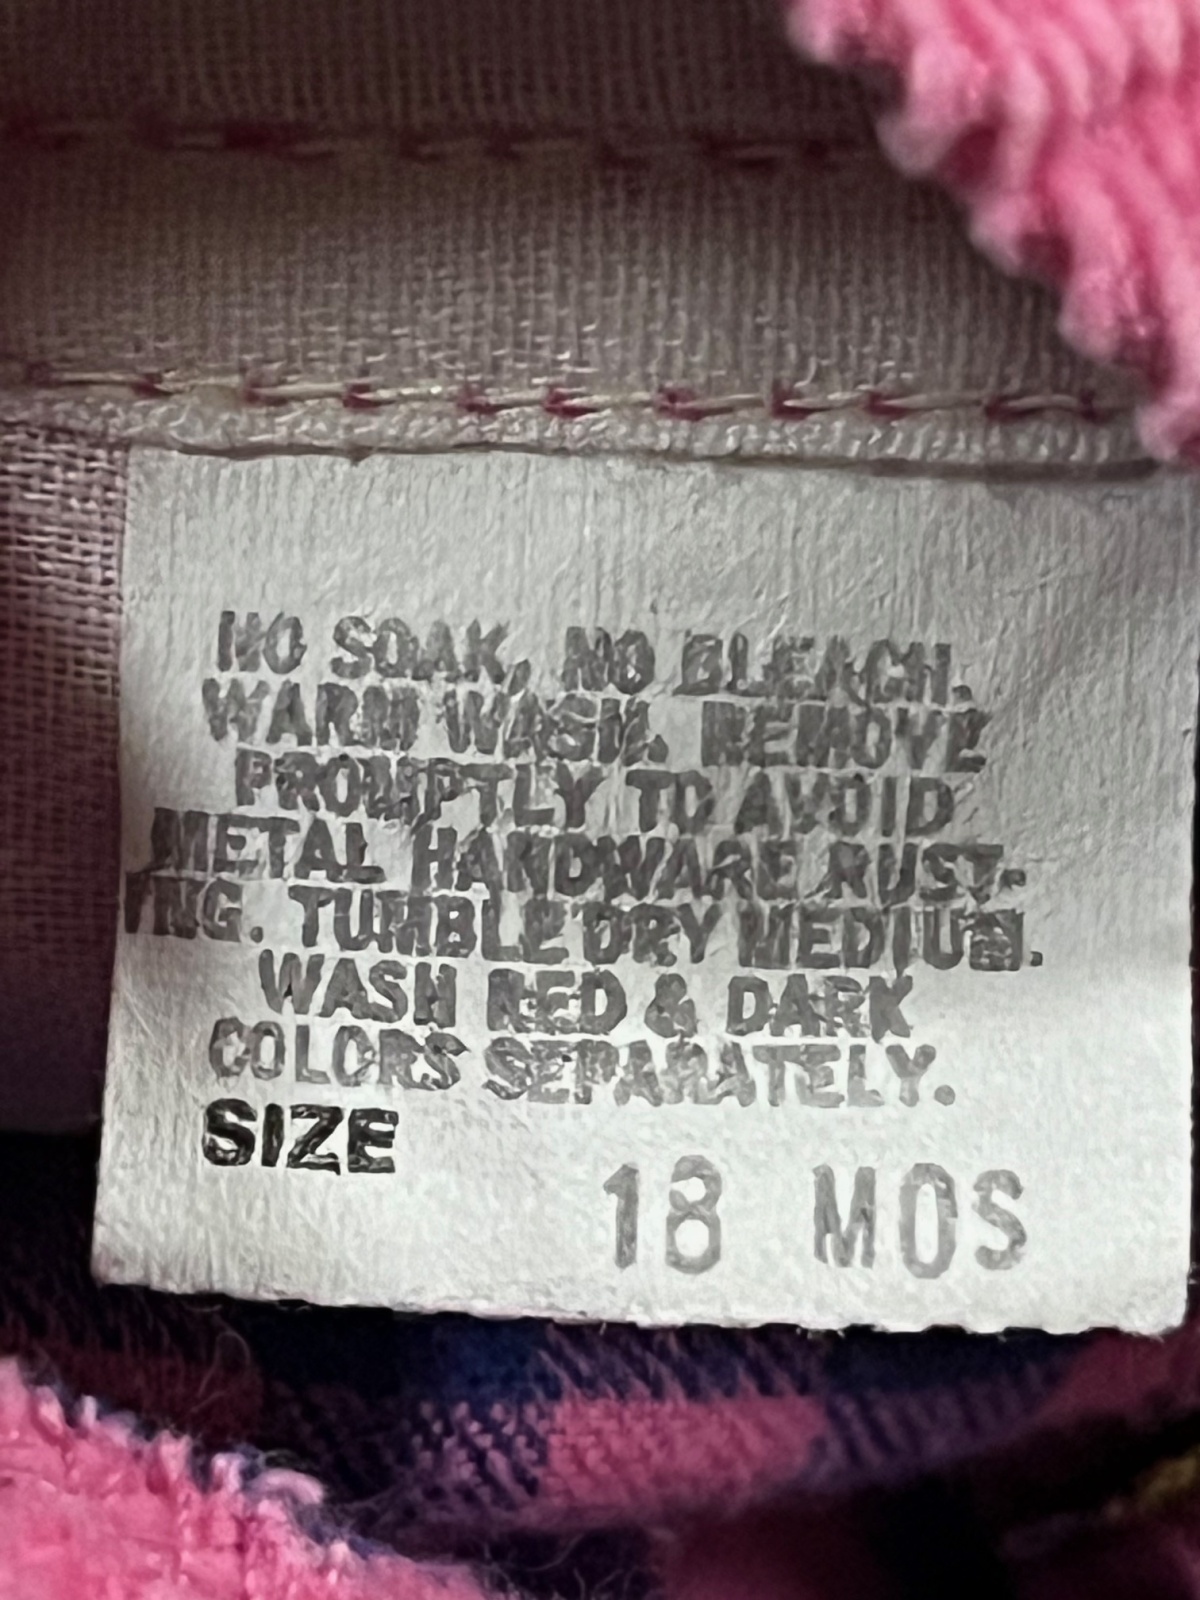 NO SOAK, NO BLEACH.
WARM WASH. REMOVE
PROMPTLY TO AVOID
METAL HARDWARE RUST-
ING. TUMBLE DRY MEDIUM.
WASH RED & DARK
COLORS SEPARATELY.
SIZE
18 MOS